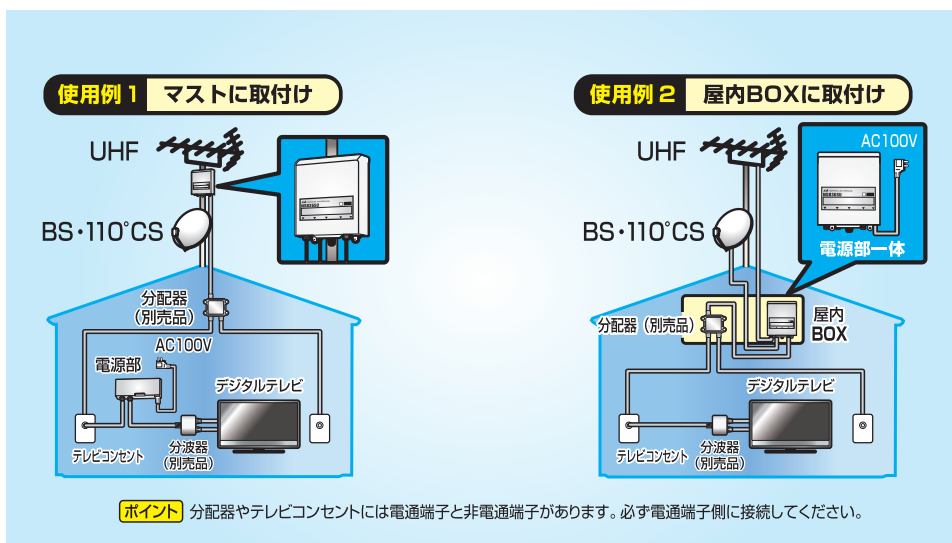 使用例 1 マストに取付け
UHF
BS・110°CS
分配器
(別売品)
AC100V
電源部
デジタルテレビ
テレビコンセント
分波器
(別売品)
使用例 2 屋内BOXに取付け
UHF
AC100V
電源部一体
BS・110°CS
分配器（別売品）
屋内
BOX
デジタルテレビ
テレビコンセント
分波器
(別売品)
ポイント 分配器やテレビコンセントには電通端子と非電通端子があります。必ず電通端子側に接続してください。